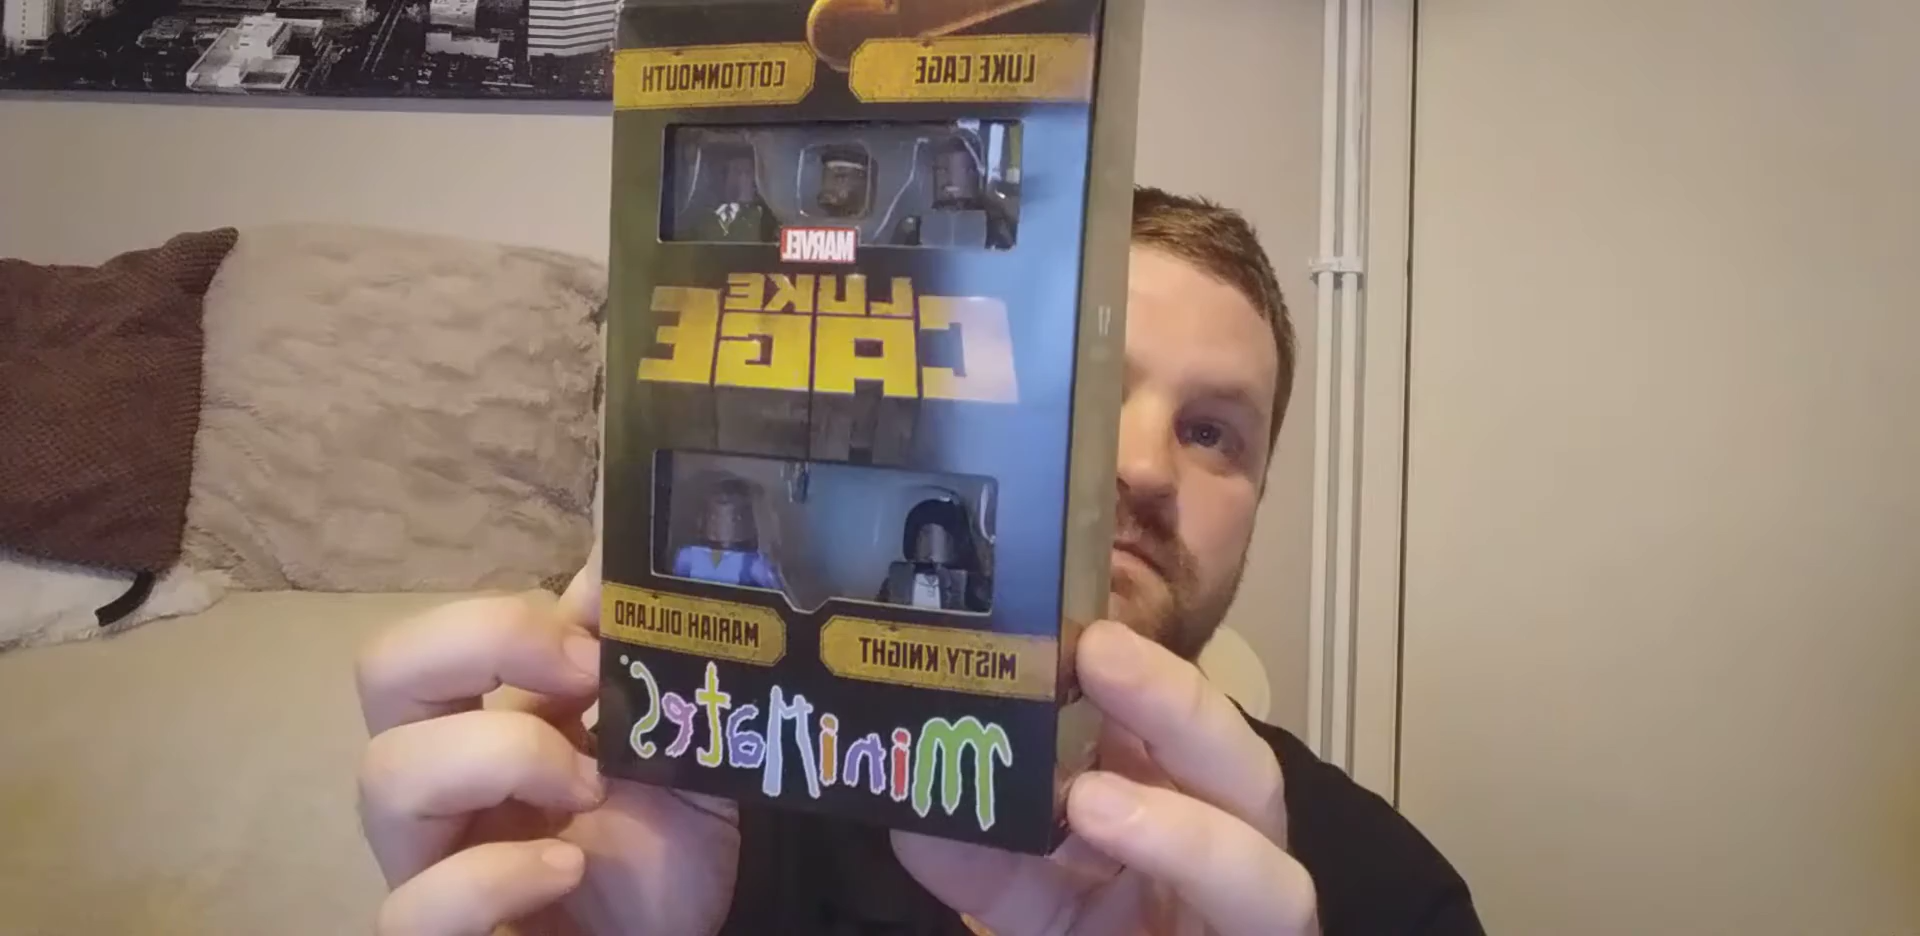 COTTONMOUTH
LUKE CAGE
MARVEL
LUKE
CAGE
MARIAH DILLARD
MISTY KNIGHT
MiniMates